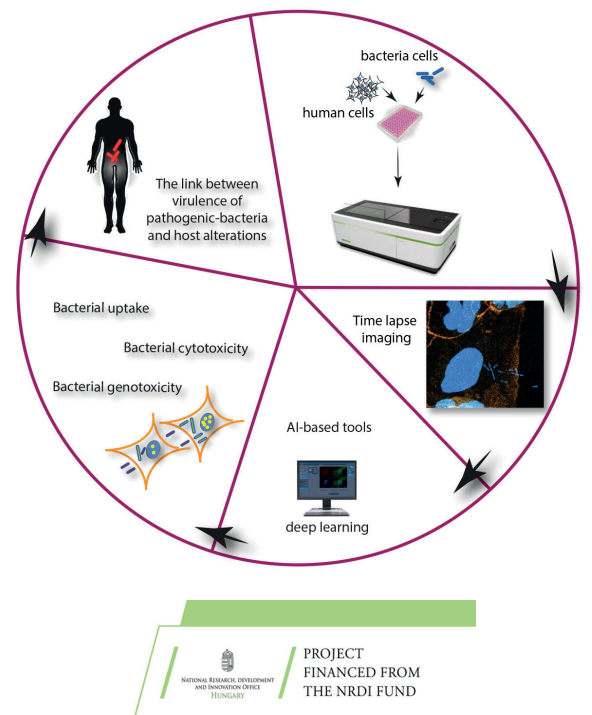 bacteria cells
human cells
Time lapse
imaging
AI-based tools
deep learning
Bacterial uptake
Bacterial cytotoxicity
Bacterial genotoxicity
The link between
virulence of
pathogenic-bacteria
and host alterations
NATIONAL RESEARCH, DEVELOPMENT
AND INNOVATION OFFICE
HUNGARY
PROJECT
FINANCED FROM
THE NRDI FUND